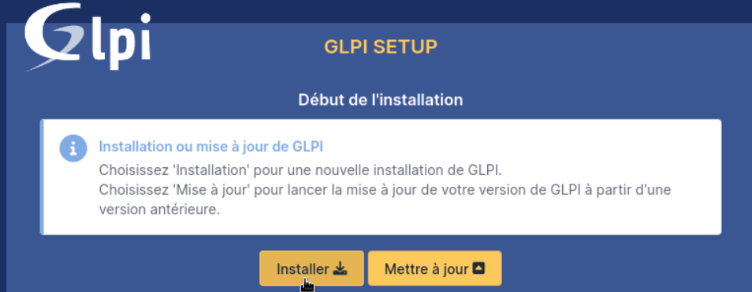 Glpi
GLPI SETUP
Début de l'installation
Installation ou mise à jour de GLPI
Choisissez 'Installation' pour une nouvelle installation de GLPI.
Choisissez 'Mise à jour' pour lancer la mise à jour de votre version de GLPI à partir d'une
version antérieure.
Installer
Mettre à jour